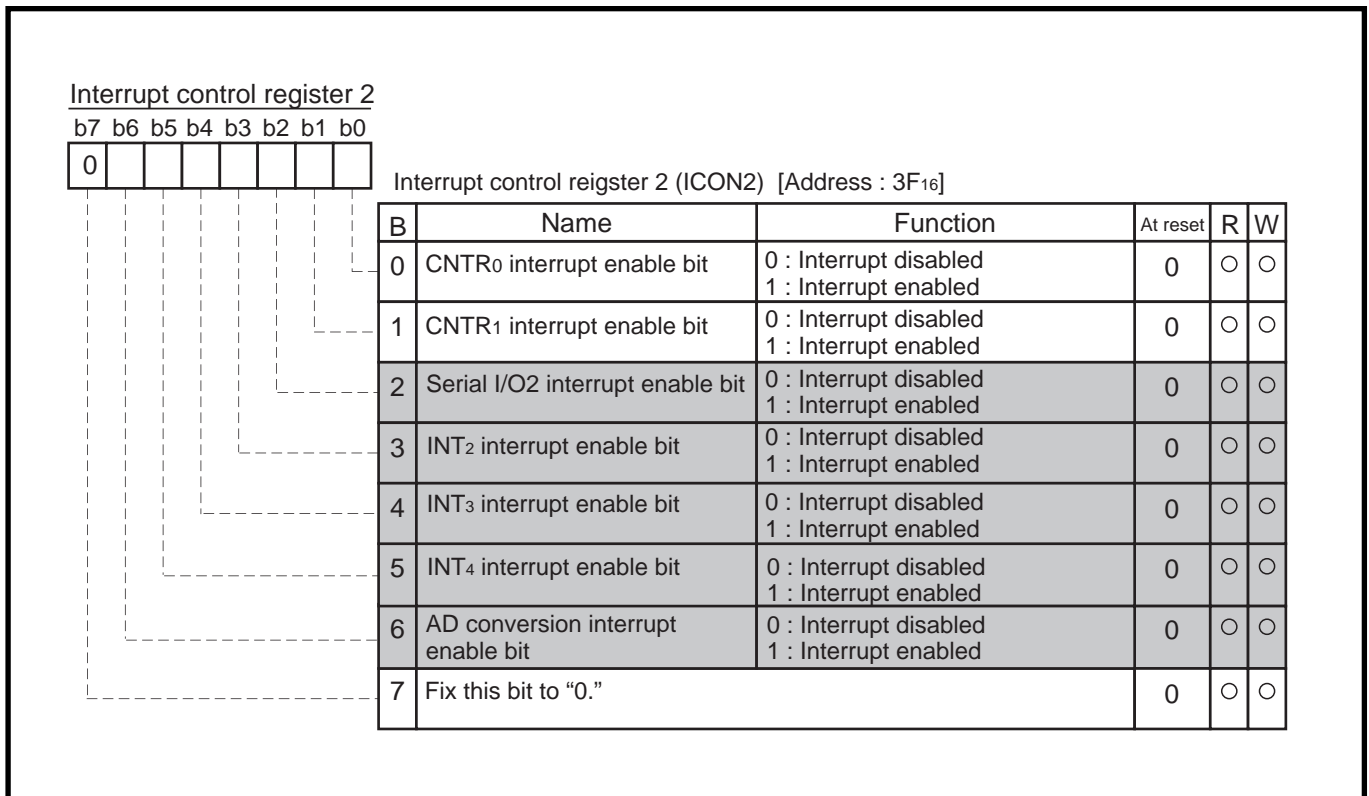 Interrupt control register 2
b7 b6 b5 b4 b3 b2 b1 b0
0
Interrupt control reigster 2 (ICON2) [Address : 3F16]
B Name Function At reset R W
0 CNTR0 interrupt enable bit 0 : Interrupt disabled 0 ○ ○
1 : Interrupt enabled
1 CNTR1 interrupt enable bit 0 : Interrupt disabled 0 ○ ○
1 : Interrupt enabled
2 Serial I/O2 interrupt enable bit 0 : Interrupt disabled 0 ○ ○
1 : Interrupt enabled
3 INT2 interrupt enable bit 0 : Interrupt disabled 0 ○ ○
1 : Interrupt enabled
4 INT3 interrupt enable bit 0 : Interrupt disabled 0 ○ ○
1 : Interrupt enabled
5 INT4 interrupt enable bit 0 : Interrupt disabled 0 ○ ○
1 : Interrupt enabled
6 AD conversion interrupt 0 : Interrupt disabled 0 ○ ○
enable bit 1 : Interrupt enabled
7 Fix this bit to “0.” 0 ○ ○